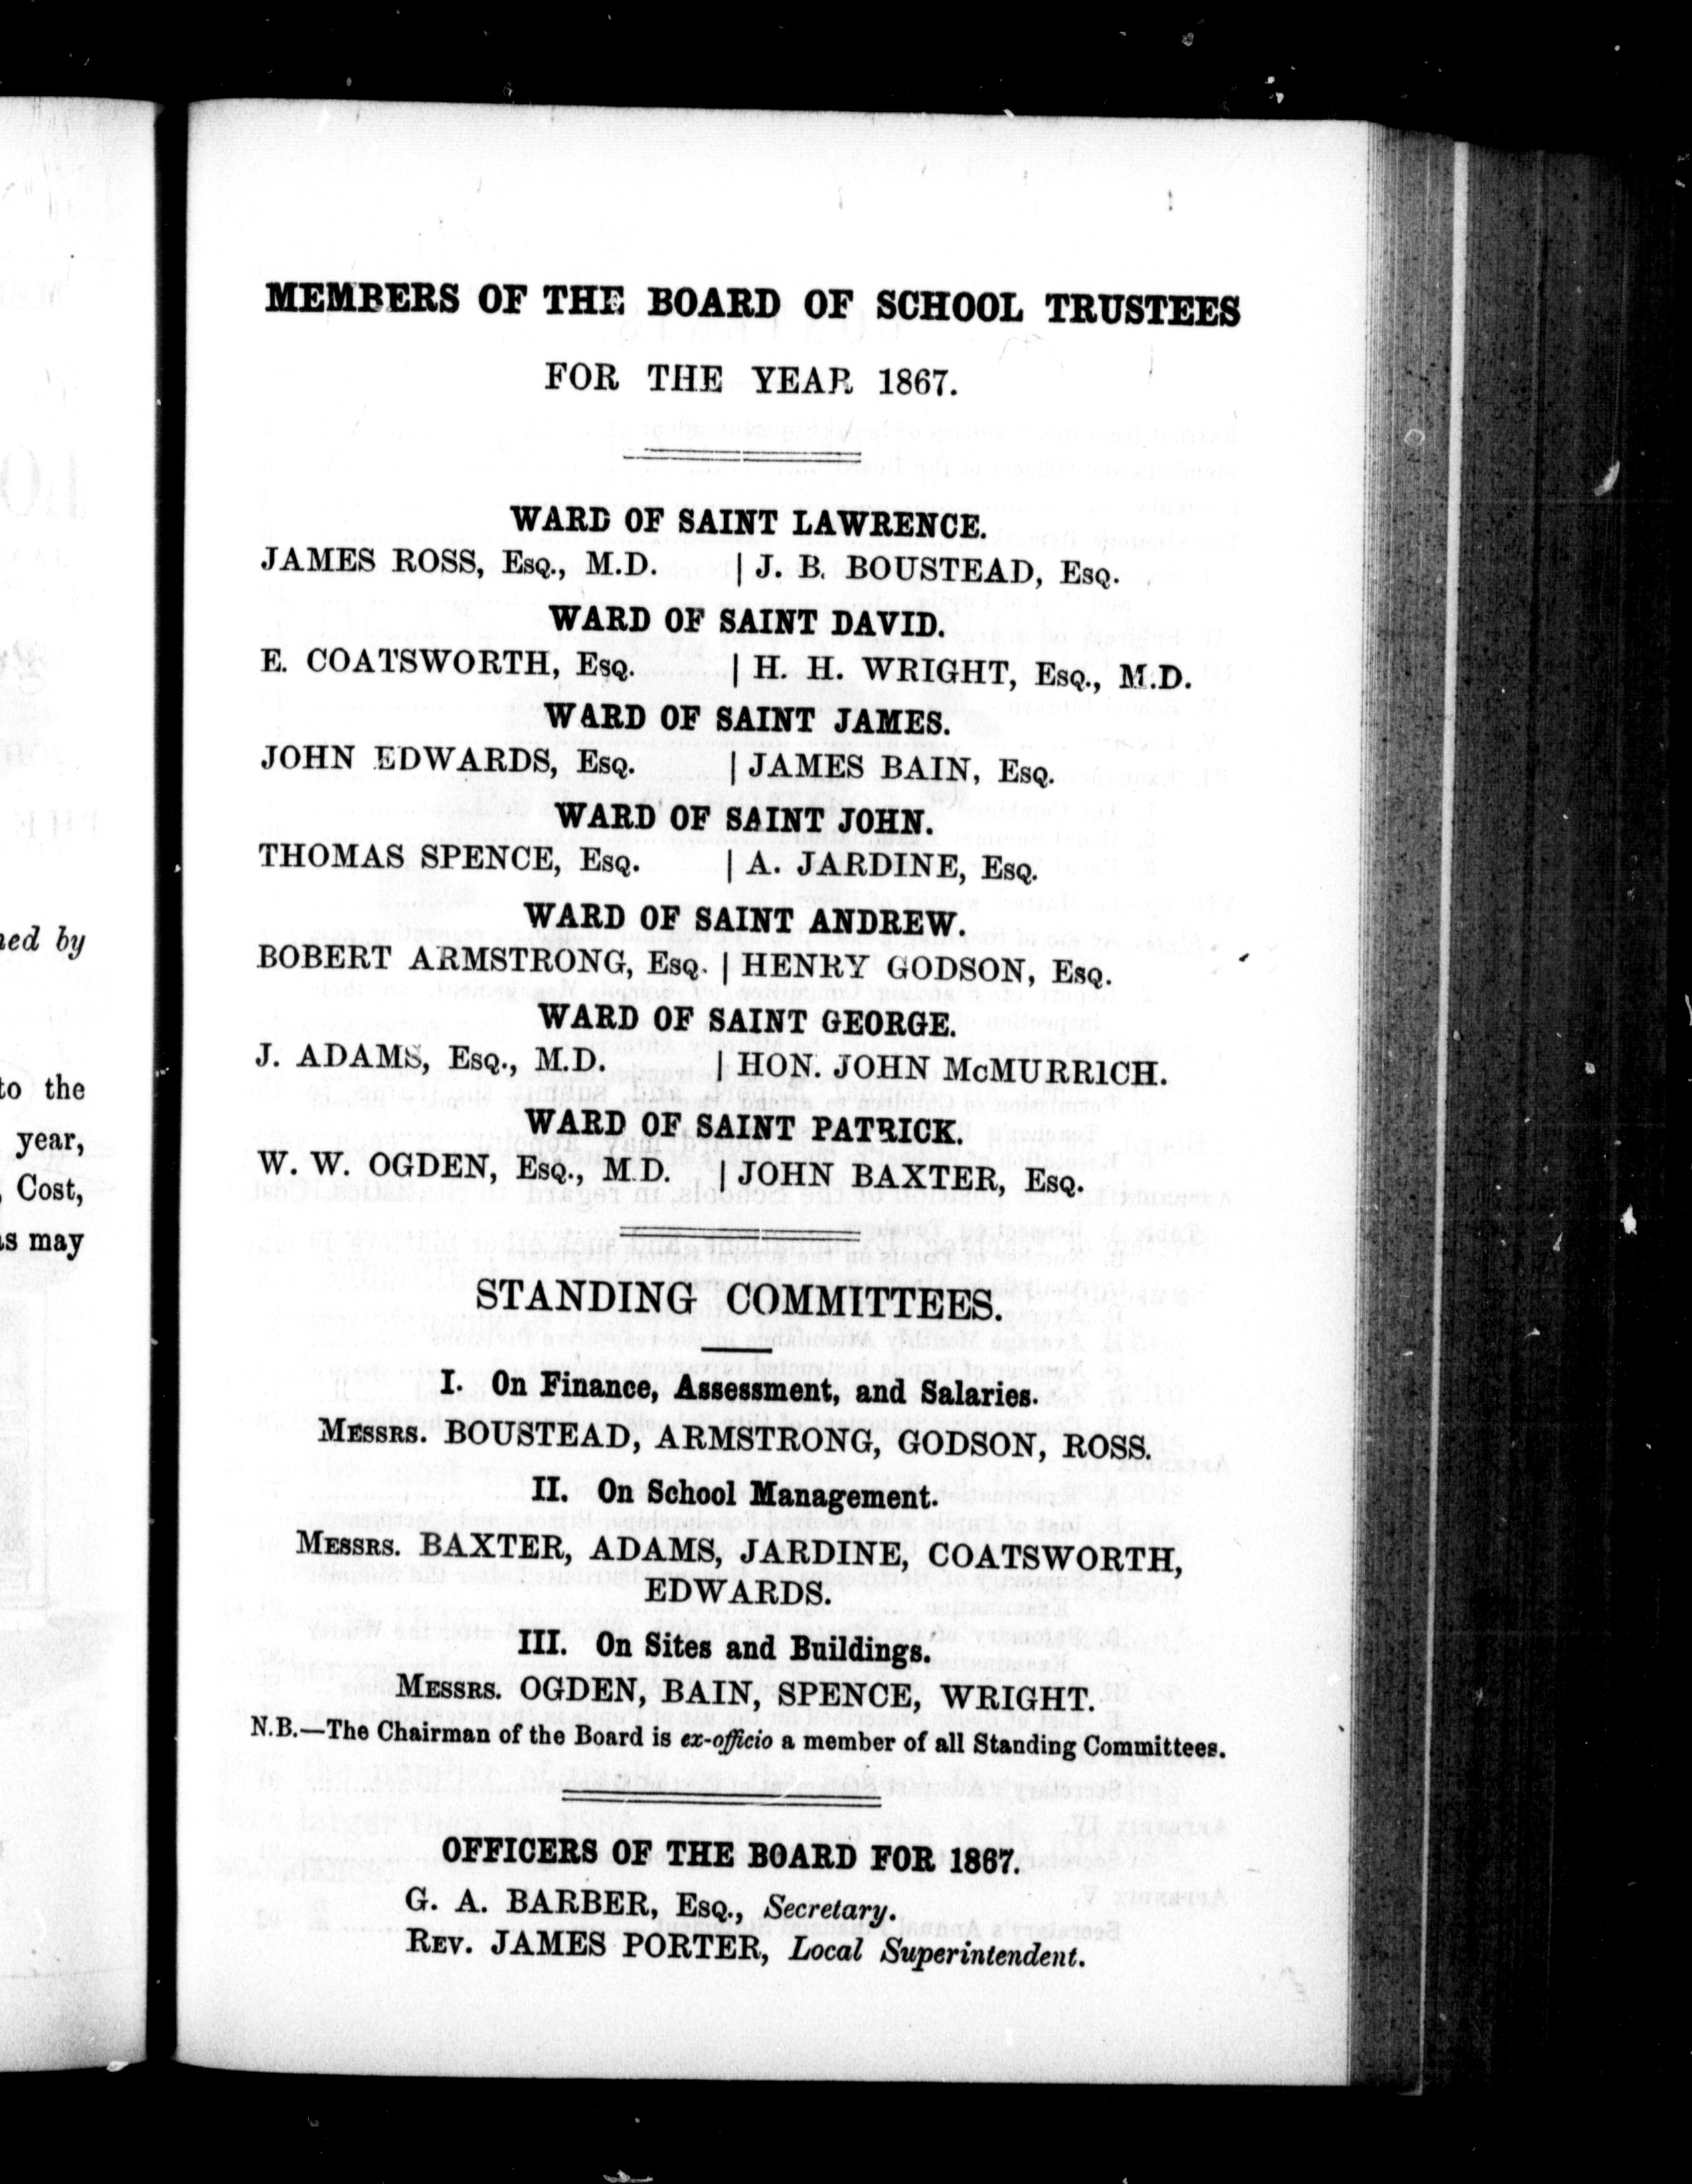 MEMBERS OF THE BOARD OF SCHOOL TRUSTEES
FOR THE YEAR 1867.
WARD OF SAINT LAWRENCE.
JAMES ROSS, Esq., M.D. | J. B. BOUSTEAD, Esq.
WARD OF SAINT DAVID.
E. COATSWORTH, Esq. | H. H. WRIGHT, Esq., M.D.
WARD OF SAINT JAMES.
JOHN EDWARDS, Esq. | JAMES BAIN, Esq.
WARD OF SAINT JOHN.
THOMAS SPENCE, Esq. | A. JARDINE, Esq.
WARD OF SAINT ANDREW.
BOBERT ARMSTRONG, Esq. | HENRY GODSON, Esq.
WARD OF SAINT GEORGE.
J. ADAMS, Esq., M.D. | HON. JOHN McMURR1CH.
WARD OF SAINT PATRICK.
W. W. OGDEN, Esq., M.D. | JOHN BAXTER, Esq.
STANDING COMMITTEES.
I. On Finance, Assessment, and Salaries.
Messrs. BOUSTEAD, ARMSTRONG, GODSON, ROSS.
II. On School Management.
Messrs. BAXTER, ADAMS, JARDINE, COATSWORTH,
EDWARDS.
III. On Sites and Buildings.
Messrs. OGDEN, BAIN, SPENCE, WRIGHT.
N.B.—The Chairman of the Board is ex-officio a member of all Standing Committees.
OFFICERS OF THE BOARD FOR 1867.
G. A. BARBER, Esq., Secretary.
Rev. JAMES PORTER, Local Superintendent.
by
to the
year,
Cost,
may